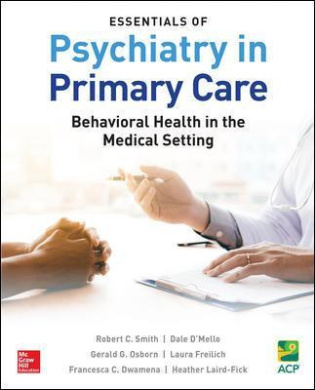 ESSENTIALS OF
Psychiatry in
Primary Care
Behavioral Health in the
Medical Setting
Robert C. Smith | Dale D'Mello
Gerald G. Osborn | Laura Freilich
Francesca C. Dwamena | Heather Laird-Fick
Mc
Graw
Hill
Education
ACP